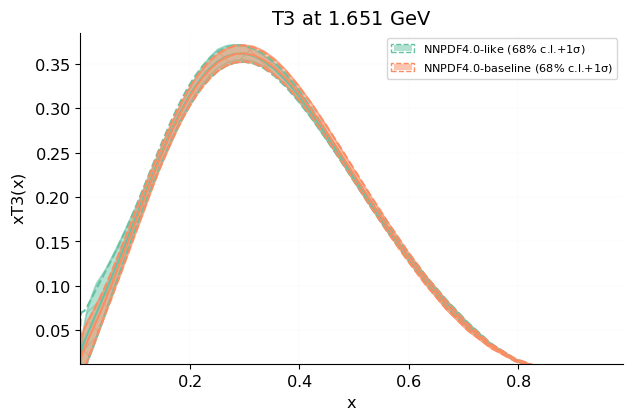 T3 at 1.651 GeV
NNPDF4.0-like (68% c.l.+1σ)
NNPDF4.0-baseline (68% c.l.+1σ)
xT3(x)
0.35
0.30
0.25
0.20
0.15
0.10
0.05
0.2 0.4 0.6 0.8
x